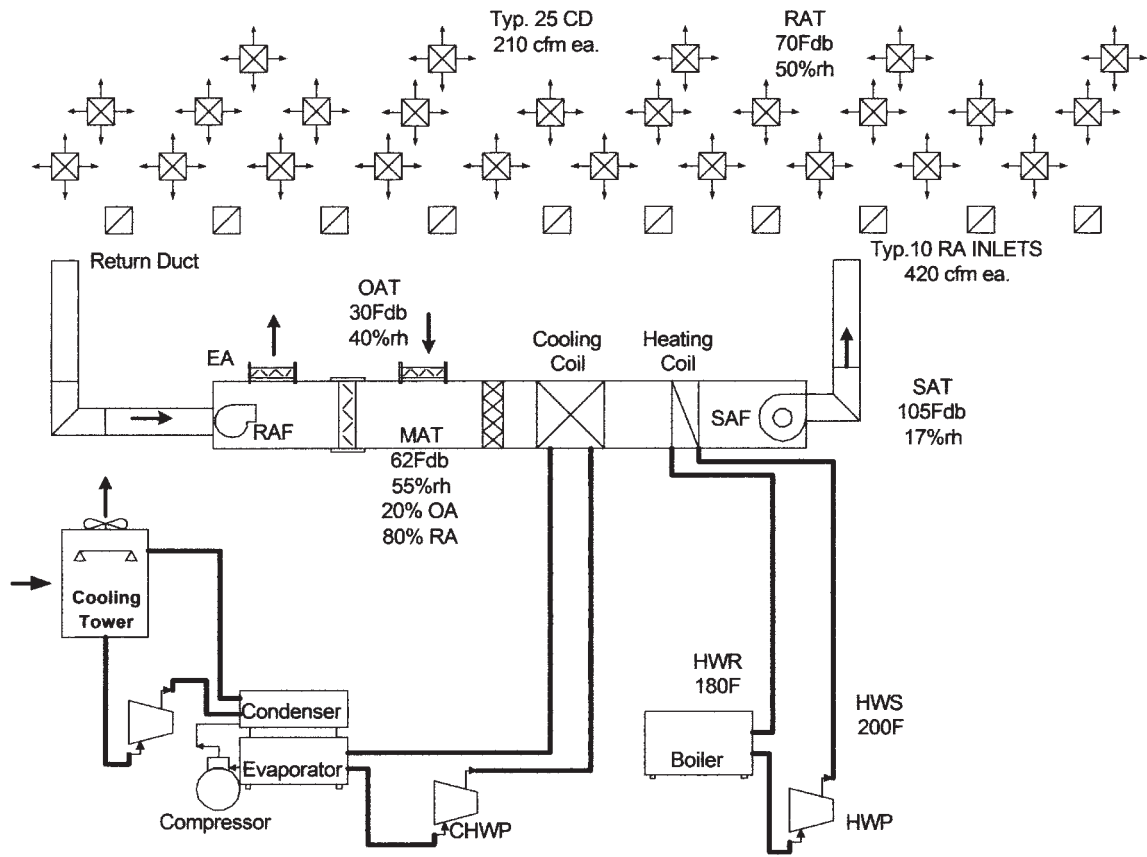 Typ. 25 CD
210 cfm ea.
RAT
70Fdb
50%rh
Return Duct
Typ.10 RA INLETS
420 cfm ea.
OAT
30Fdb
40%rh
EA
Cooling
Coil
Heating
Coil
RAF
MAT
62Fdb
55%rh
20% OA
80% RA
SAF
SAT
105Fdb
17%rh
Cooling
Tower
HWR
180F
HWS
200F
Condenser
Evaporator
Boiler
Compressor
CHWP
HWP